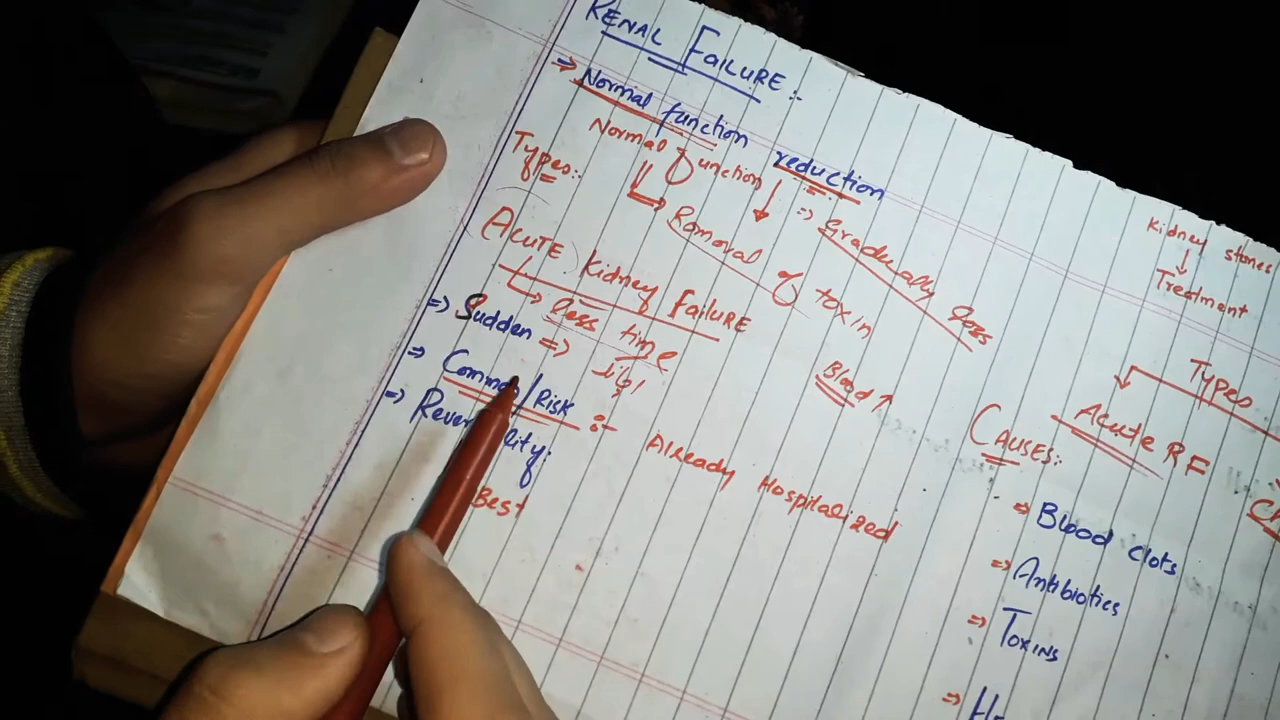 RENAL FAILURE:-
⇒ Normal function reduction
Normal function ↓ ⇒ Gradually loss
Types:-
Removal of toxin
(ACUTE) Kidney FAILURE
↳ less time
⇒ Sudden ⇒
⇒ Common/Risk :-
Already Hospitalized
⇒
Best
Blood ↑
Kidney stones
↓
Treatment
Types
Acute RF
CAUSES:-
⇒ Blood clots
⇒ Antibiotics
⇒ Toxins
⇒